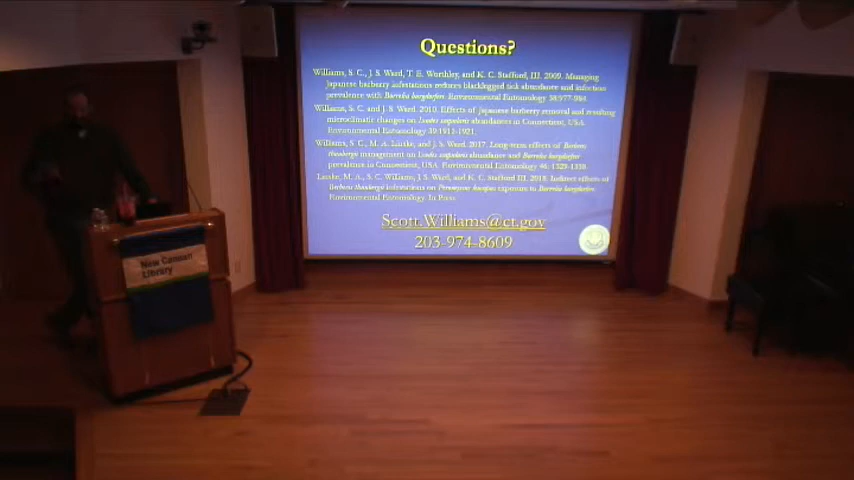 Questions?
Williams, S. C., J. S. Ward, T. E. Worthley, and K. C. Stafford, III. 2009. Managing
Japanese barberry infestations reduces blacklegged tick abundance and infection
prevalence with Borrelia burgdorferi. Environmental Entomology 38:977-984.
Williams, S. C. and J. S. Ward. 2010. Effects of Japanese barberry removal and resulting
microclimatic changes on Ixodes scapularis abundances in Connecticut, USA.
Environmental Entomology 39:1911-1921.
Williams, S. C., M. A. Linske, and J. S. Ward. 2017. Long-term effects of Berberis
thunbergii management on Ixodes scapularis abundance and Borrelia burgdorferi
prevalence in Connecticut, USA. Environmental Entomology 46: 1329-1338.
Linske, M. A., S. C. Williams, J. S. Ward, and K. C. Stafford III. 2018. Indirect effects of
Berberis thunbergii infestations on Peromyscus leucopus exposure to Borrelia burgdorferi.
Environmental Entomology. In Press.
Scott.Williams@ct.gov
203-974-8609
New Canaan
Library